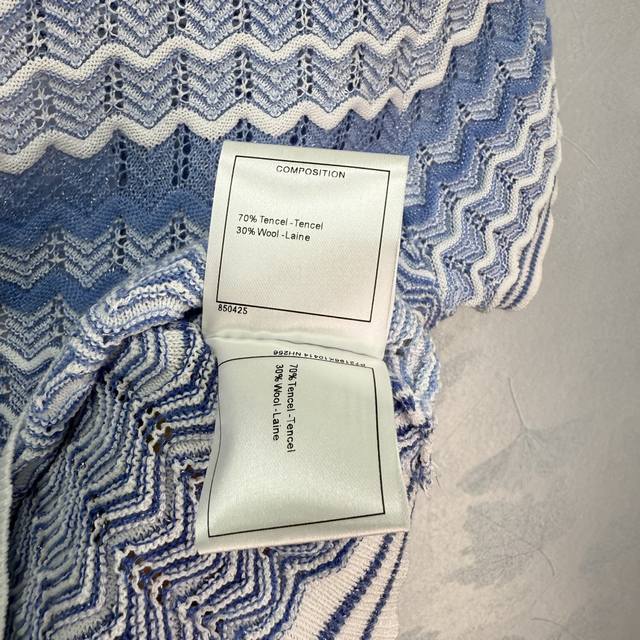 COMPOSITION
70% Tencel -Tencel
30% Wool -Laine
850425
70% Tencel -Tencel
30% Wool -Laine